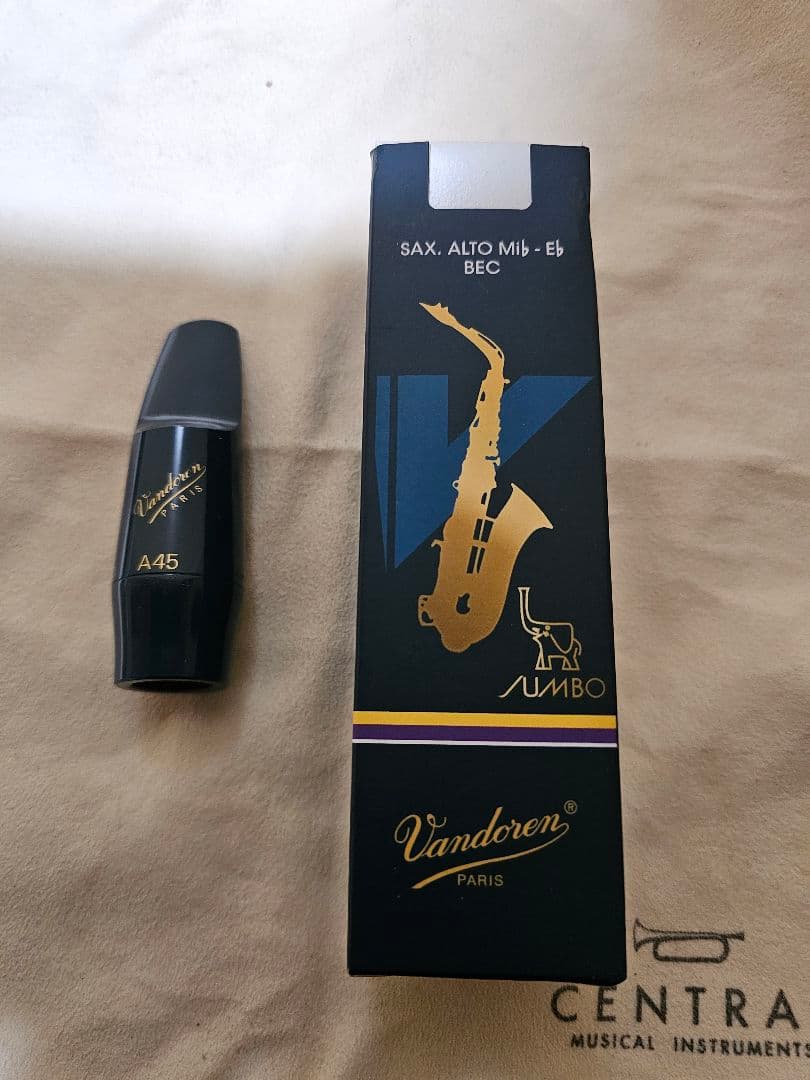 Vandoren
PARIS
A45
SAX. ALTO Mi♭ - E♭
BEC
JUMBO
Vandoren®
PARIS
CENTRA
MUSICAL INSTRUMENTS